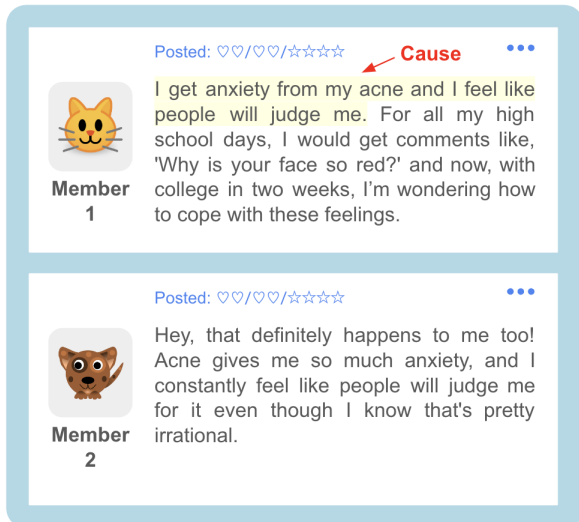 Posted: ♡♡/♡♡/☆☆☆☆
Cause
I get anxiety from my acne and I feel like
people will judge me. For all my high
school days, I would get comments like,
'Why is your face so red?' and now, with
college in two weeks, I’m wondering how
to cope with these feelings.
Member
1
Posted: ♡♡/♡♡/☆☆☆☆
Hey, that definitely happens to me too!
Acne gives me so much anxiety, and I
constantly feel like people will judge me
for it even though I know that's pretty
irrational.
Member
2